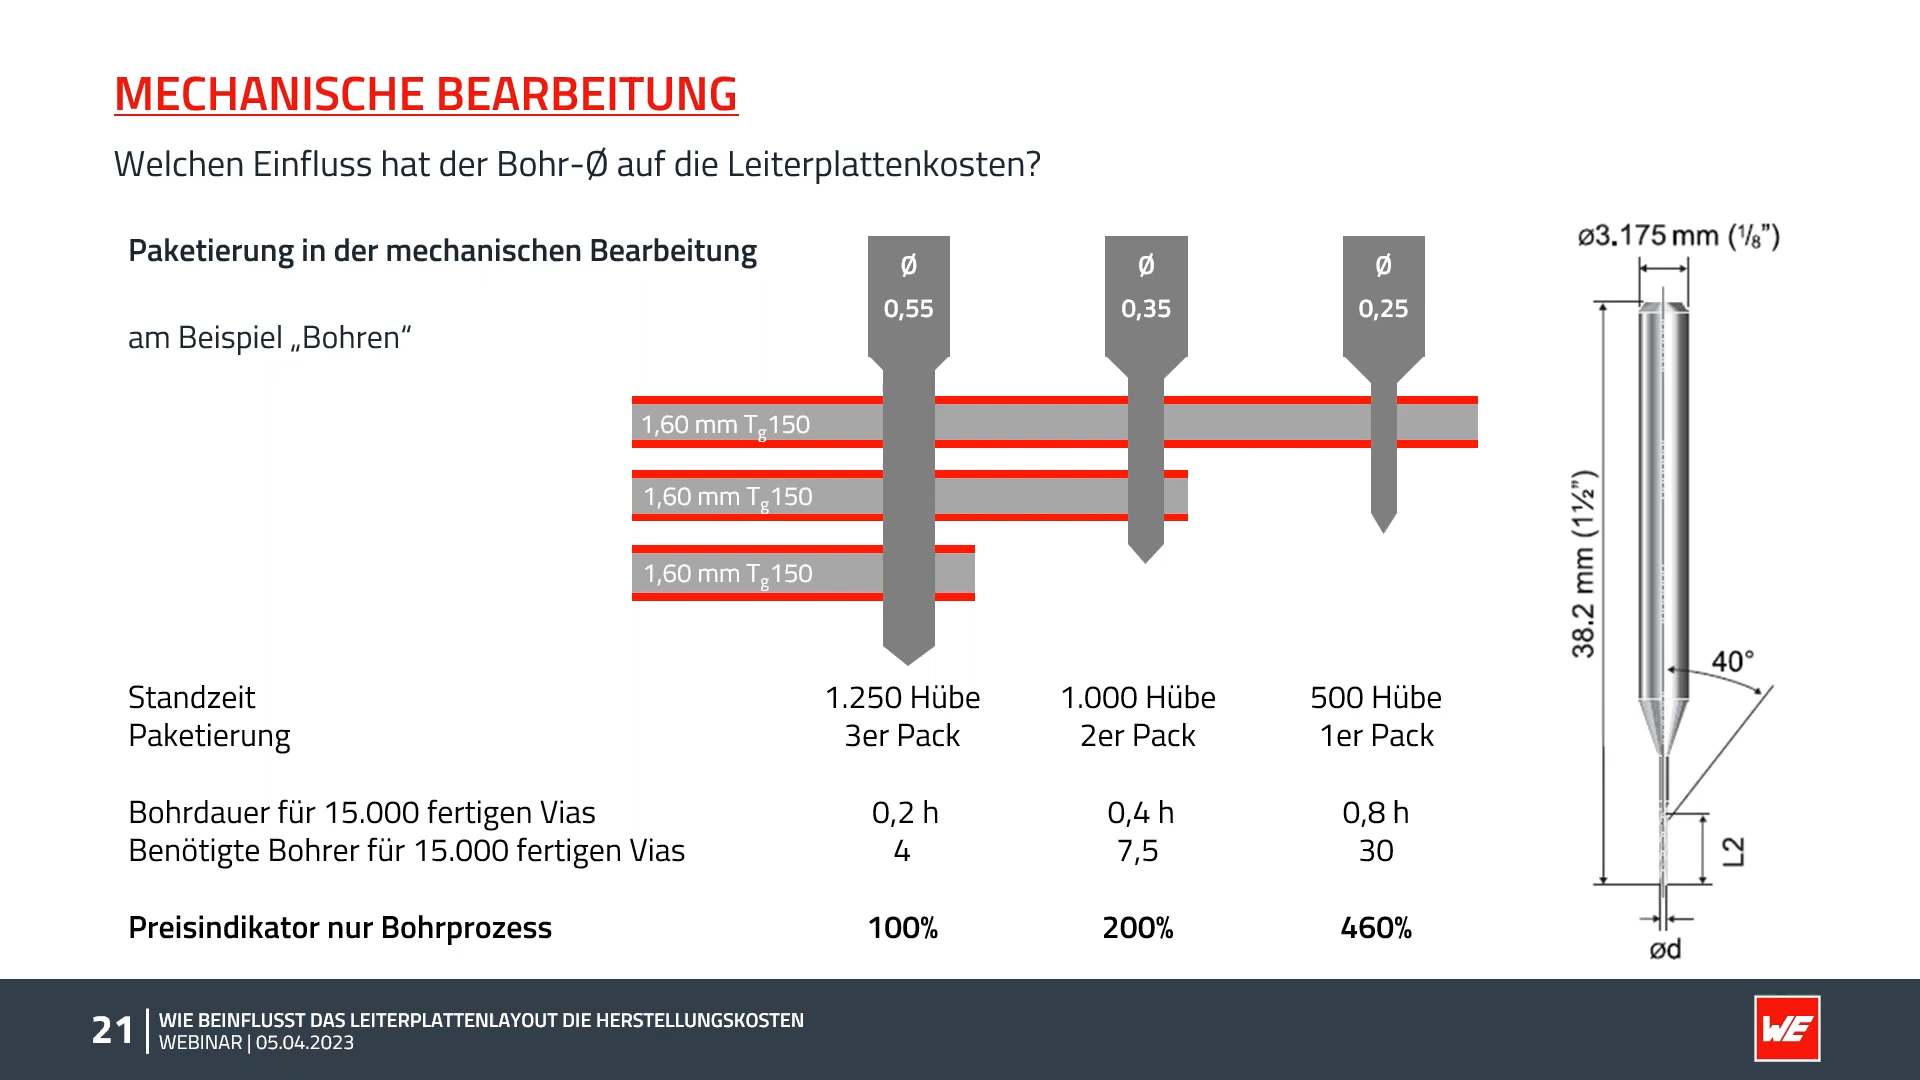 MECHANISCHE BEARBEITUNG
Welchen Einfluss hat der Bohr-Ø auf die Leiterplattenkosten?
Paketierung in der mechanischen Bearbeitung
am Beispiel „Bohren“
Ø 0,55
Ø 0,35
Ø 0,25
1,60 mm Tg150
1,60 mm Tg150
1,60 mm Tg150
ø3.175 mm (1/8”)
38.2 mm (1½”)
40°
L2
ød
Standzeit 1.250 Hübe 1.000 Hübe 500 Hübe
Paketierung 3er Pack 2er Pack 1er Pack
Bohrdauer für 15.000 fertigen Vias 0,2 h 0,4 h 0,8 h
Benötigte Bohrer für 15.000 fertigen Vias 4 7,5 30
Preisindikator nur Bohrprozess 100% 200% 460%
21
WIE BEINFLUSST DAS LEITERPLATTENLAYOUT DIE HERSTELLUNGSKOSTEN
WEBINAR | 05.04.2023
WE